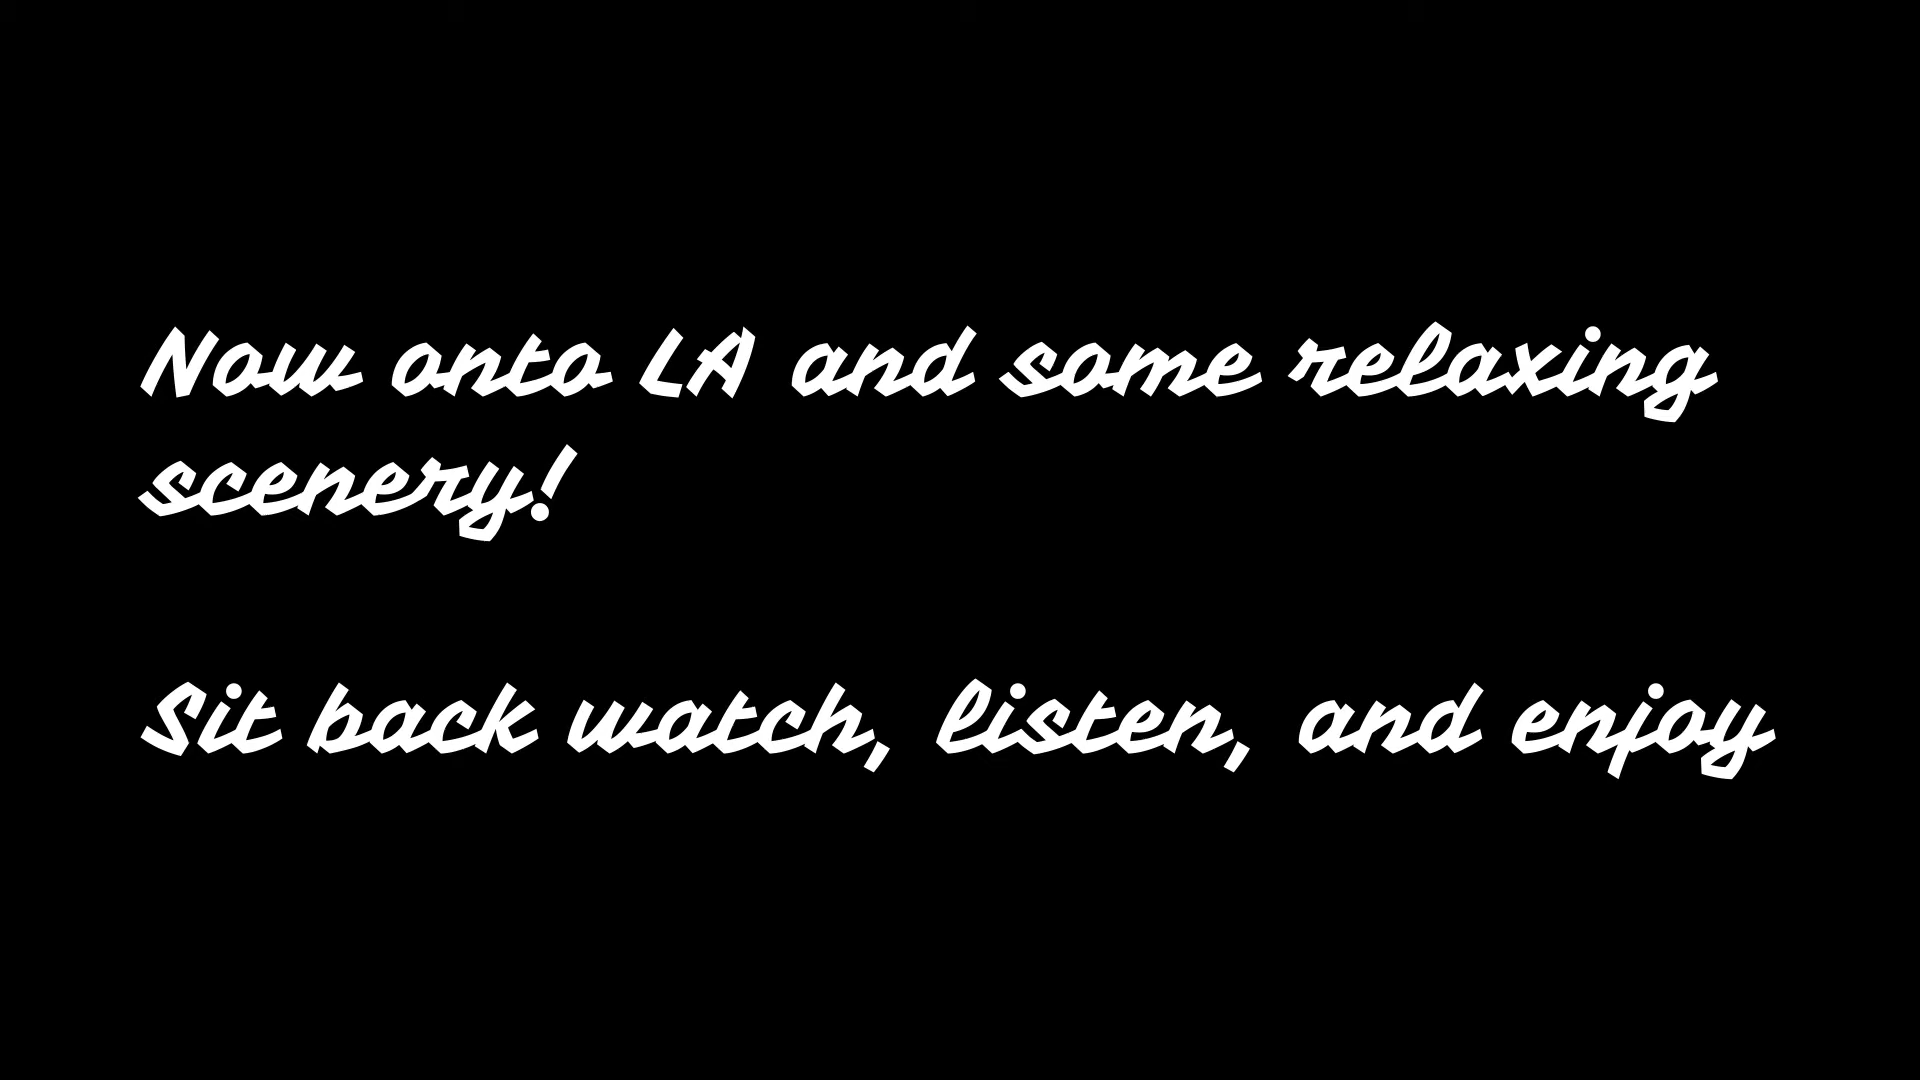 Now onto LA and some relaxing
scenery!
Sit back watch, listen, and enjoy